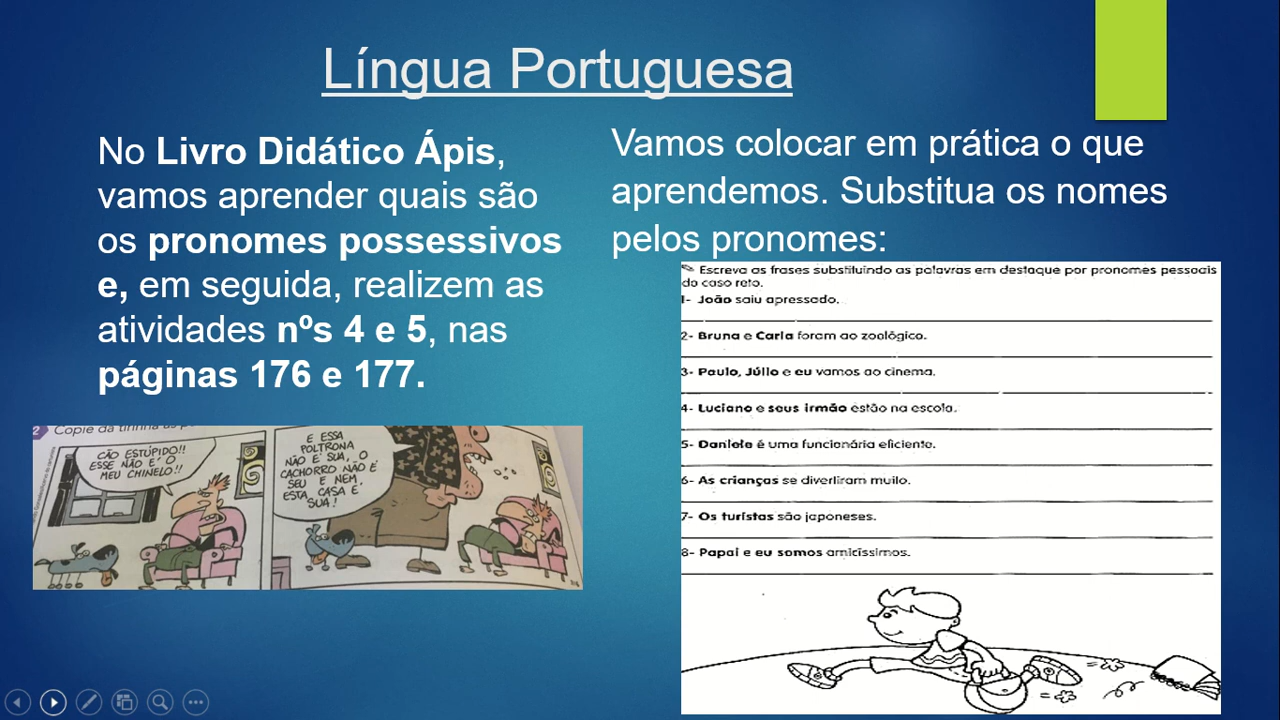 Língua Portuguesa
No Livro Didático Ápis,
vamos aprender quais são
os pronomes possessivos
e, em seguida, realizem as
atividades nºs 4 e 5, nas
páginas 176 e 177.
2 Copie da tirinha as
CÃO ESTÚPIDO!!
ESSE NÃO É O
MEU CHINELO!!
E ESSA
POLTRONA
NÃO É SUA, O
CACHORRO NÃO É
SEU E NEM
ESTA CASA É
SUA!
Vamos colocar em prática o que
aprendemos. Substitua os nomes
pelos pronomes:
Escreva as frases substituindo as palavras em destaque por pronomes pessoais
do caso reto.
1- João saiu apressado.
2- Bruna e Carla foram ao zoológico.
3- Paulo, Júlio e eu vamos ao cinema.
4- Luciano e seus irmão estão na escola.
5- Daniela é uma funcionária eficiente.
6- As crianças se divertiram muito.
7- Os turistas são japoneses.
8- Papai e eu somos amicíssimos.